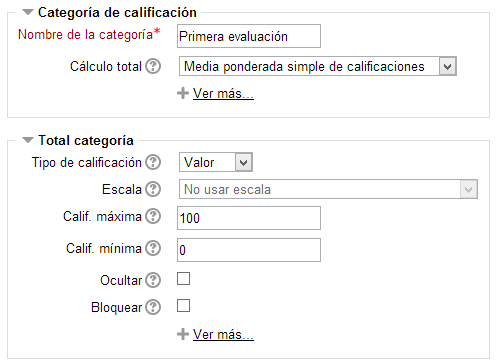 Categoría de calificación
Nombre de la categoría* Primera evaluación
Cálculo total ? Media ponderada simple de calificaciones
Ver más...
Total categoría
Tipo de calificación ? Valor
Escala ? No usar escala
Calif. máxima ? 100
Calif. mínima ? 0
Ocultar ?
Bloquear ?
Ver más...